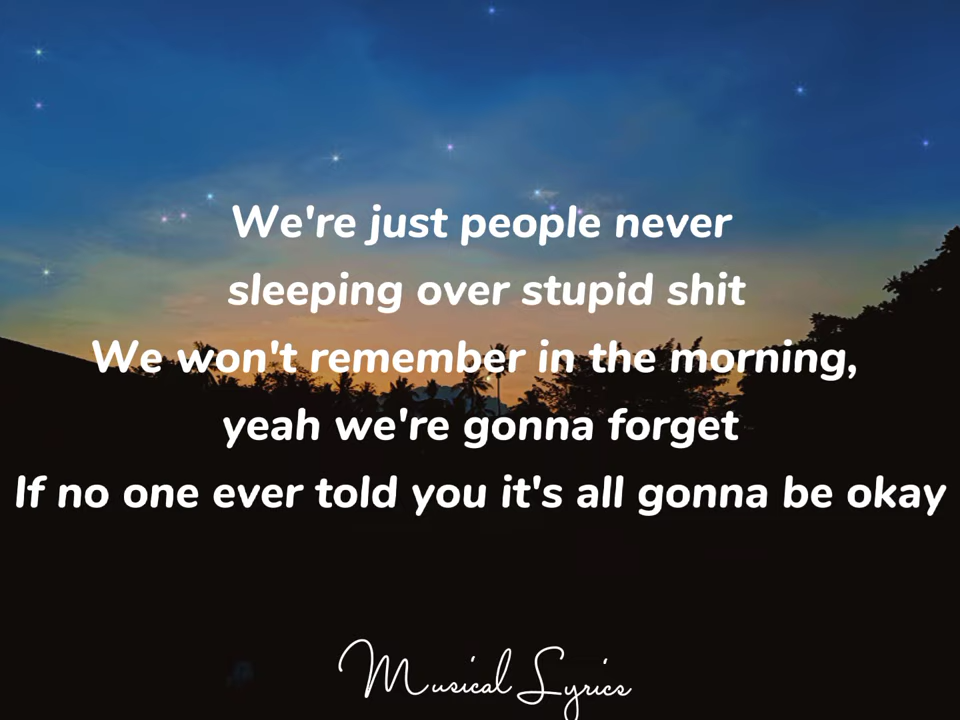 We're just people never
sleeping over stupid shit
We won't remember in the morning,
yeah we're gonna forget
If no one ever told you it's all gonna be okay
Musical Lyrics